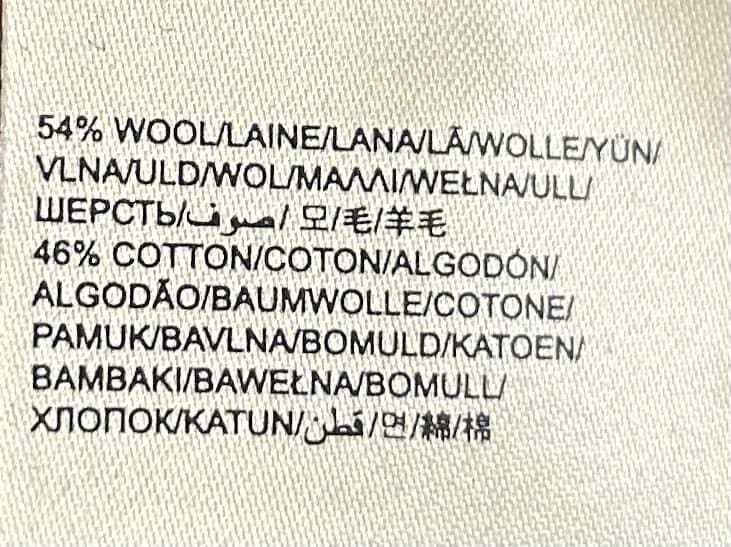 54% WOOL/LAINE/LANA/LÃ/WOLLE/YÜN/
VLNA/ULD/WOL/ΜΑΛΛΙ/WEŁNA/ULL/
ШЕРСТЬ/صوف/ 모/毛/羊毛
46% COTTON/COTON/ALGODÓN/
ALGODÃO/BAUMWOLLE/COTONE/
PAMUK/BAVLNA/BOMULD/KATOEN/
BAMBAKI/BAWEŁNA/BOMULL/
ХЛОПОК/KATUN/قطن/면/綿/棉